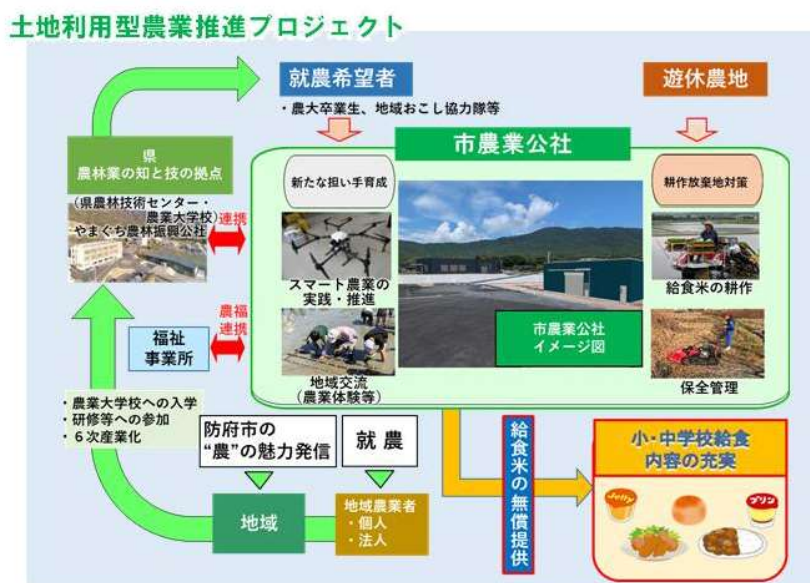 土地利用型農業推進プロジェクト
就農希望者
・農大卒業生、地域おこし協力隊等
遊休農地
県
農林業の知と技の拠点
(県農林技術センター・
農業大学校)
やまぐち農林振興公社
連携
市農業公社
新たな担い手育成
耕作放棄地対策
スマート農業の
実践・推進
給食米の耕作
農福
連携
福祉
事業所
地域交流
(農業体験等)
市農業公社
イメージ図
保全管理
・農業大学校への入学
・研修等への参加
・6次産業化
防府市の
“農”の魅力発信
就農
地域
地域農業者
・個人
・法人
給食米の無償提供
小・中学校給食
内容の充実
Jelly
プリン